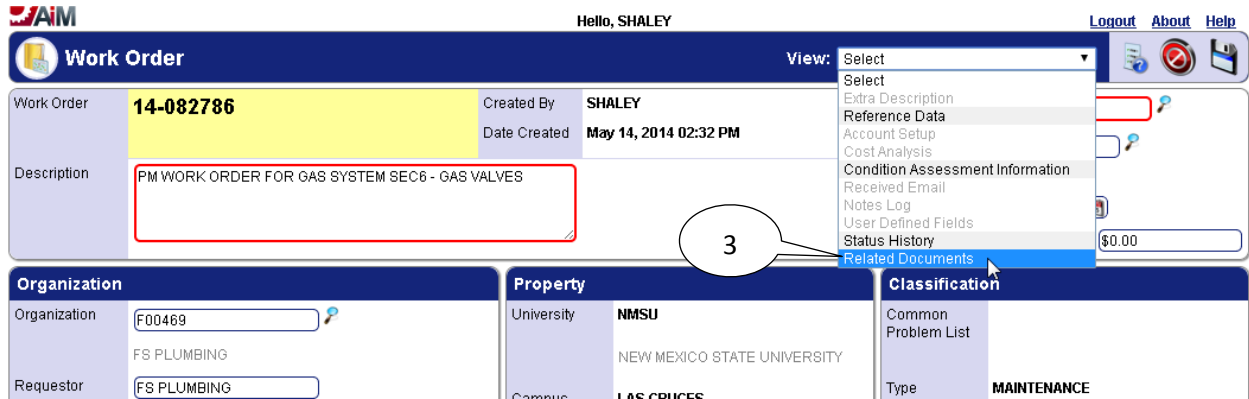 AiM
Hello, SHALEY
Logout About Help
Work Order
View: Select
Select
Extra Description
Reference Data
Account Setup
Cost Analysis
Condition Assessment Information
Received Email
Notes Log
User Defined Fields
Status History
Related Documents
Work Order
14-082786
Created By SHALEY
Date Created May 14, 2014 02:32 PM
Description
PM WORK ORDER FOR GAS SYSTEM SEC6 - GAS VALVES
$0.00
3
Organization
Organization F00469
FS PLUMBING
Requestor FS PLUMBING
Property
University NMSU
NEW MEXICO STATE UNIVERSITY
Campus LAS CRUCES
Classification
Common
Problem List
Type MAINTENANCE